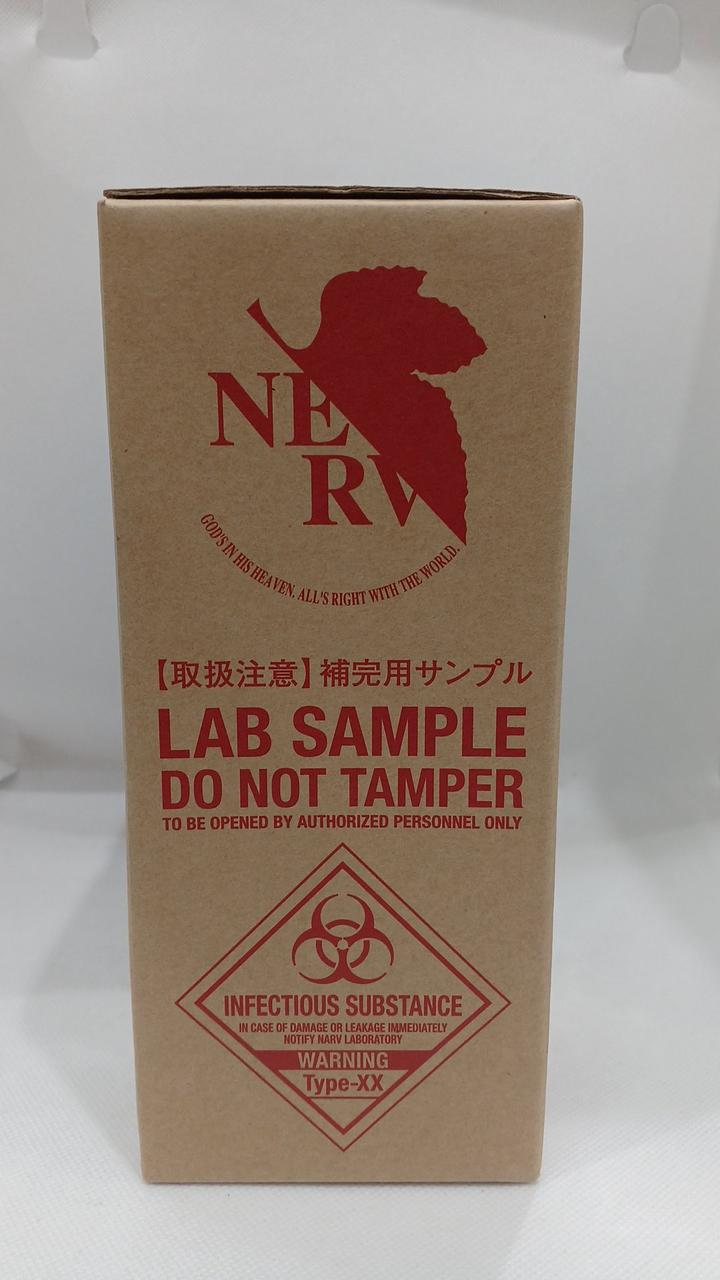 NERV
GOD'S IN HIS HEAVEN. ALL'S RIGHT WITH THE WORLD.
【取扱注意】補完用サンプル
LAB SAMPLE
DO NOT TAMPER
TO BE OPENED BY AUTHORIZED PERSONNEL ONLY
INFECTIOUS SUBSTANCE
IN CASE OF DAMAGE OR LEAKAGE IMMEDIATELY
NOTIFY NARV LABORATORY
WARNING
Type-XX